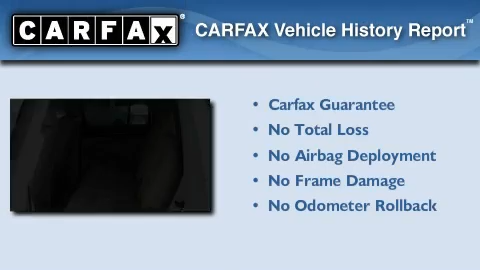 CARFAX® CARFAX Vehicle History Report™
• Carfax Guarantee
• No Total Loss
• No Airbag Deployment
• No Frame Damage
• No Odometer Rollback